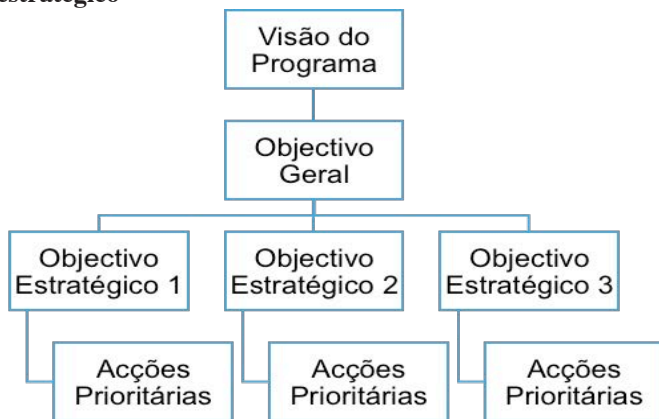 estratégico
Visão do
Programa
Objectivo
Geral
Objectivo
Estratégico 1
Objectivo
Estratégico 2
Objectivo
Estratégico 3
Acções
Prioritárias
Acções
Prioritárias
Acções
Prioritárias